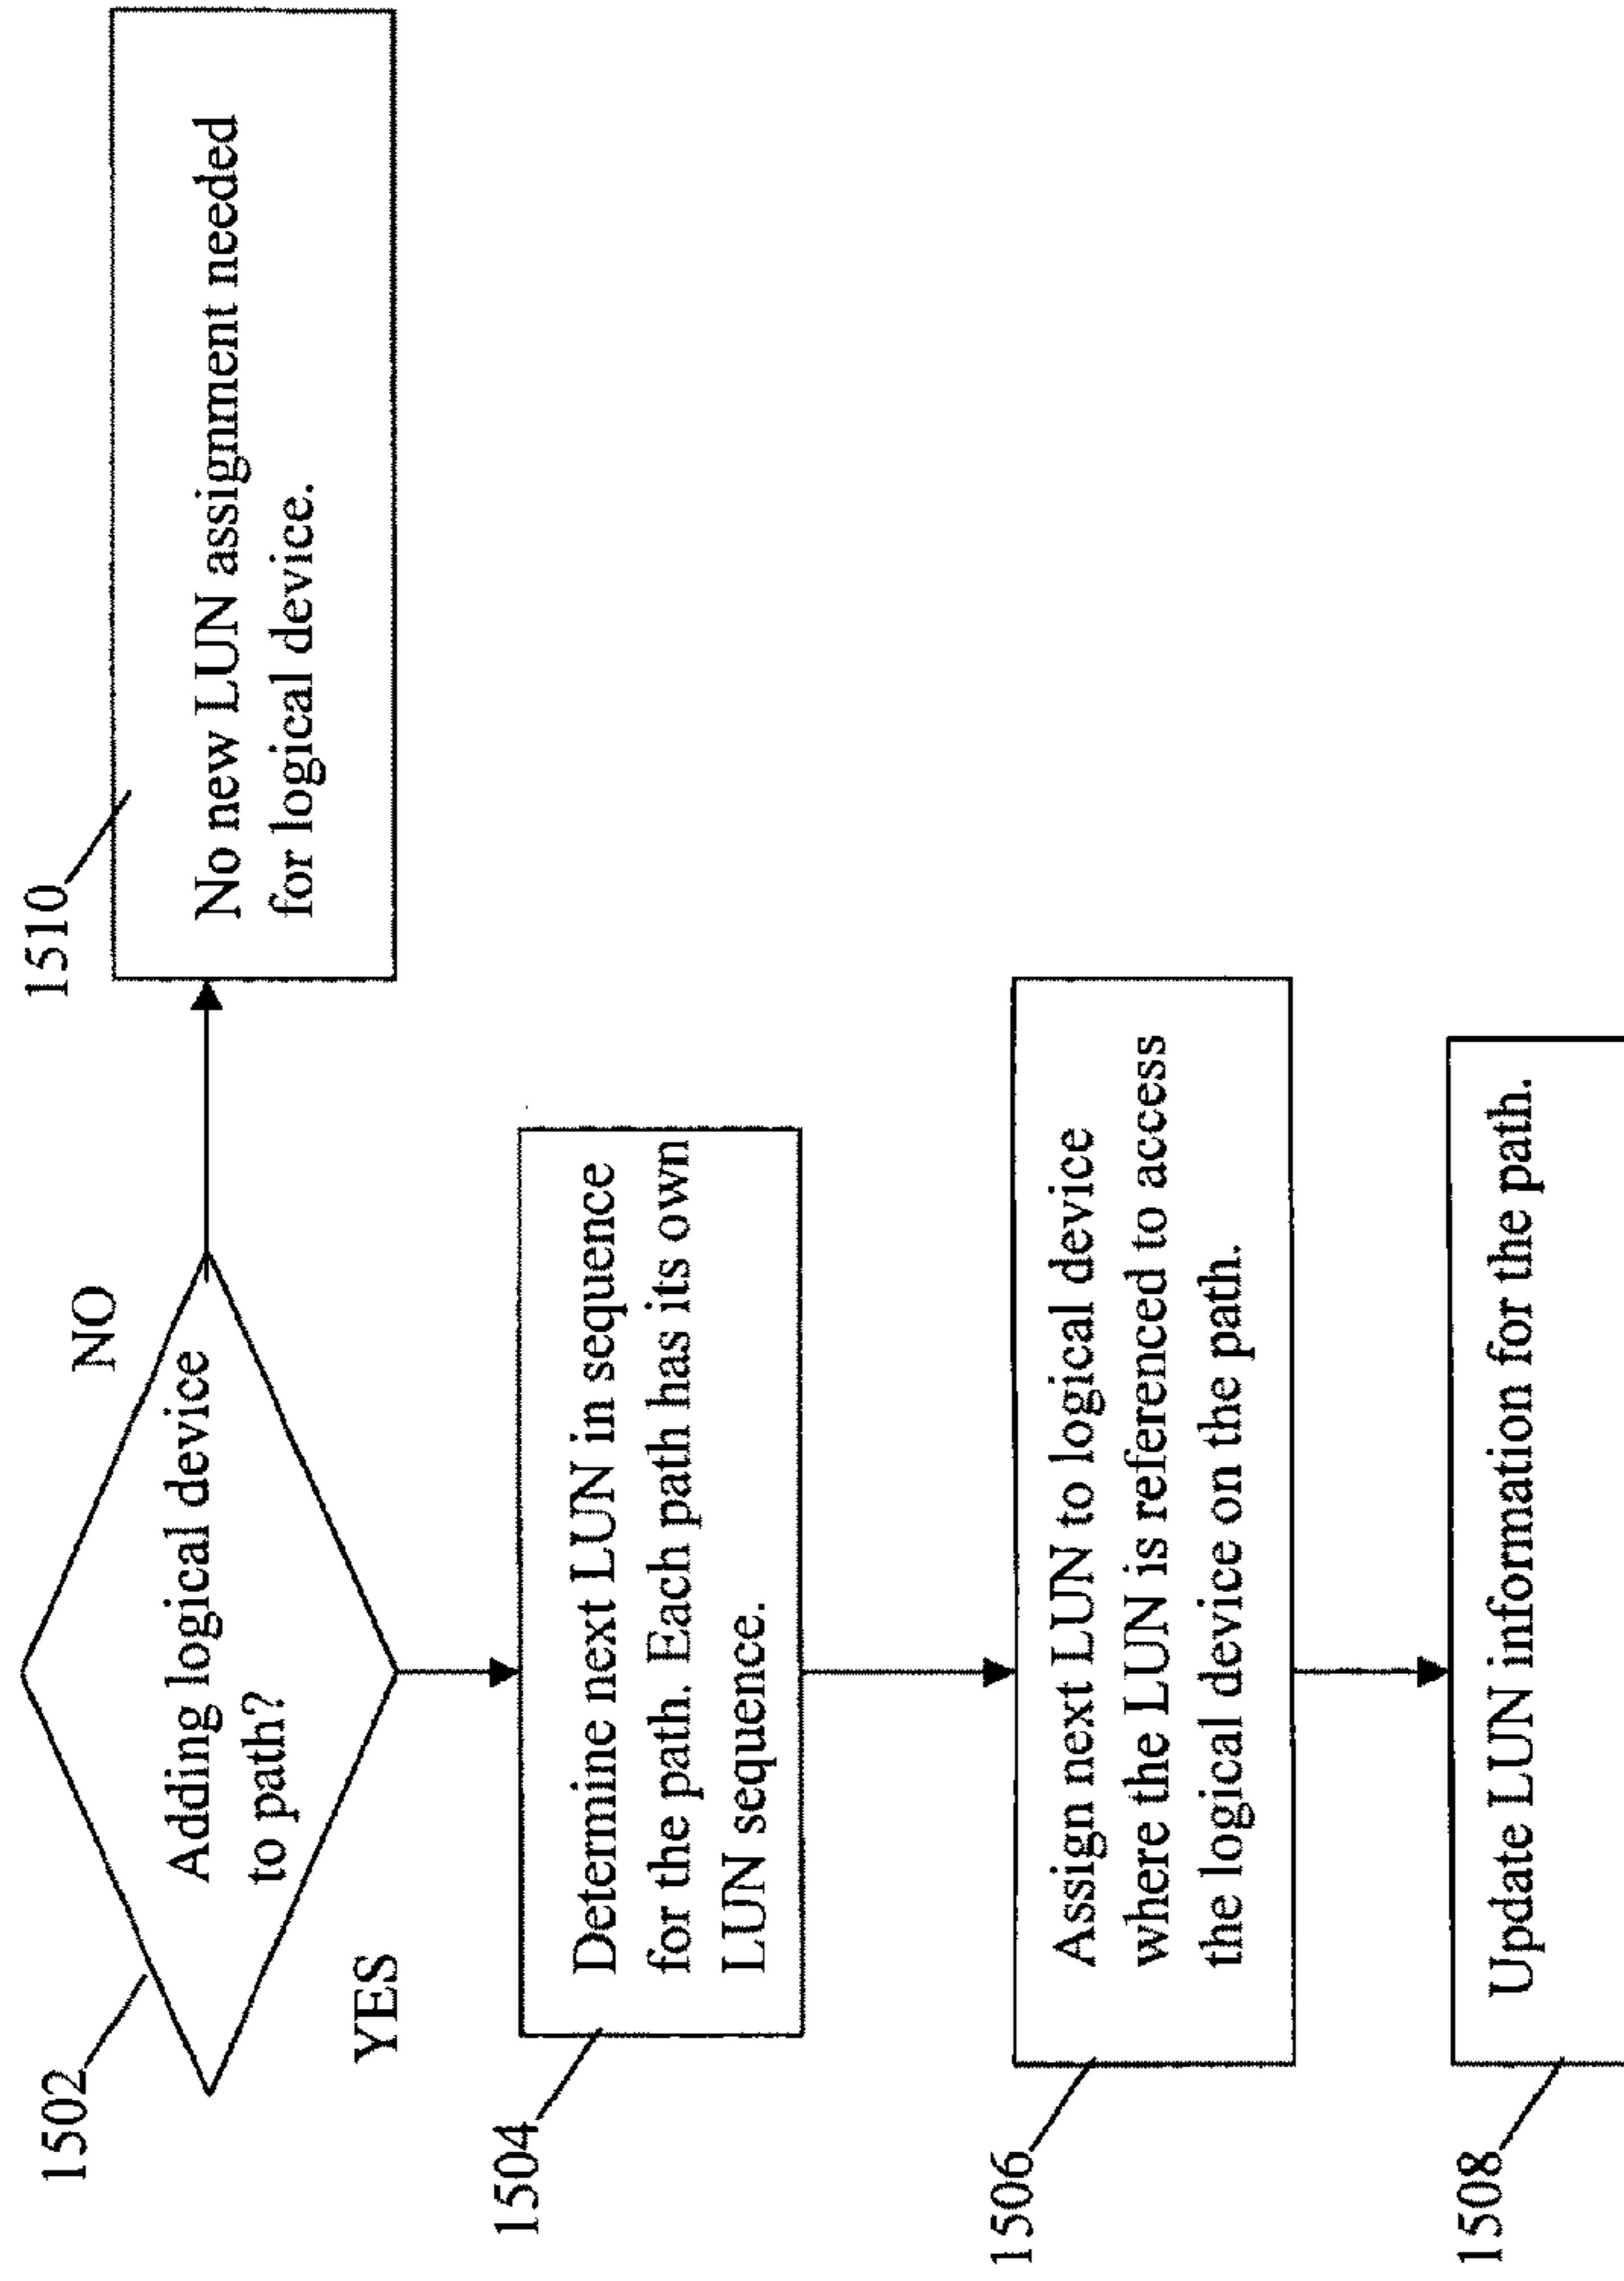 1502
Adding logical device
to path?
NO
YES
1510
No new LUN assignment needed
for logical device.
1504
Determine next LUN in sequence
for the path. Each path has its own
LUN sequence.
1506
Assign next LUN to logical device
where the LUN is referenced to access
the logical device on the path.
1508
Update LUN information for the path.